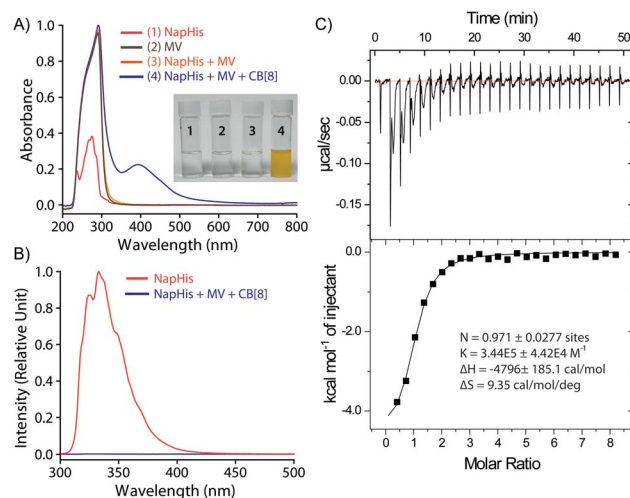 A)
Absorbance
1.0
0.8
0.6
0.4
0.2
0.0
200 300 400 500 600 700 800
Wavelength (nm)
(1) NapHis
(2) MV
(3) NapHis + MV
(4) NapHis + MV + CB[8]
1 2 3 4
B)
Intensity (Relative Unit)
1.0
0.8
0.6
0.4
0.2
0.0
300 350 400 450 500
Wavelength (nm)
NapHis
NapHis + MV + CB[8]
C)
Time (min)
0 10 20 30 40 50
µcal/sec
0.00
-0.05
-0.10
-0.15
kcal mol⁻¹ of injectant
0.0
-2.0
-4.0
N = 0.971 ± 0.0277 sites
K = 3.44E5 ± 4.42E4 M⁻¹
ΔH = -4796± 185.1 cal/mol
ΔS = 9.35 cal/mol/deg
0 1 2 3 4 5 6 7 8
Molar Ratio